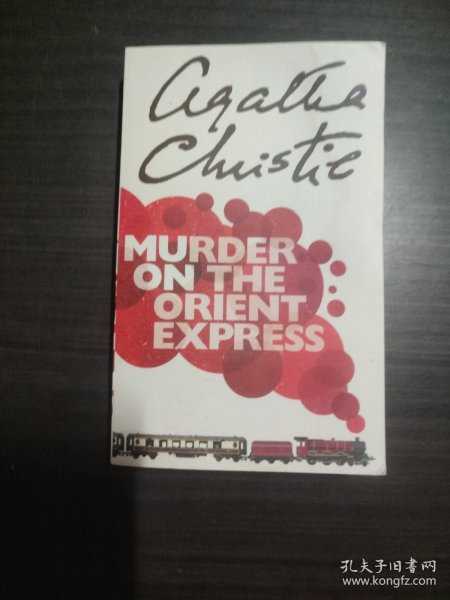 Agatha
Christie
MURDER
ON THE
ORIENT
EXPRESS
孔夫子旧书网
www.kongfz.com